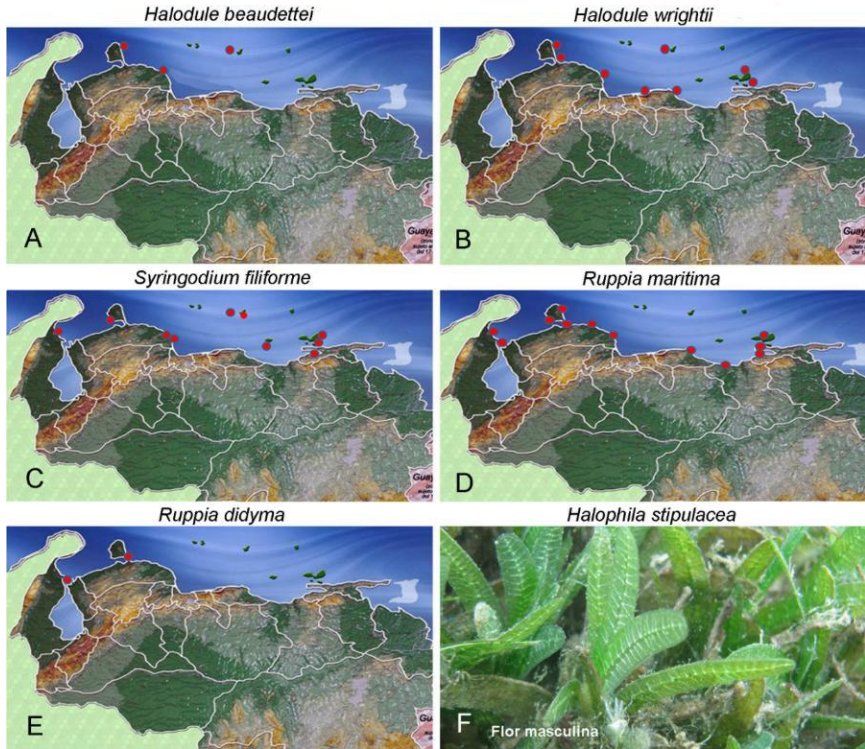 Halodule beaudettei
Halodule wrightii
A
B
Syringodium filiforme
Ruppia maritima
C
D
Ruppia didyma
Halophila stipulacea
E
Flor masculina
F